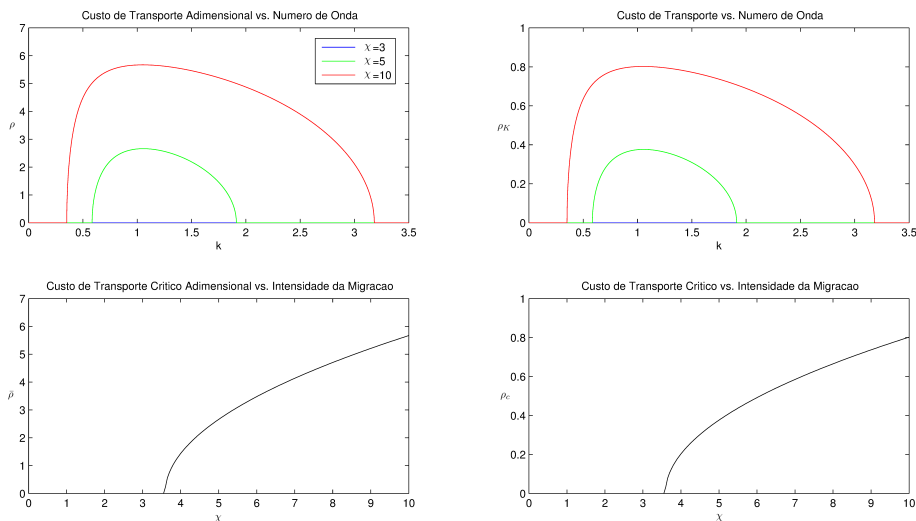 Custo de Transporte Adimensional vs. Numero de Onda
7
6
5
4
3
2
1
0
ρ
χ=3
χ=5
χ=10
0 0.5 1 1.5 2 2.5 3 3.5
k
Custo de Transporte vs. Numero de Onda
1
0.8
0.6
0.4
0.2
0
ρK
0 0.5 1 1.5 2 2.5 3 3.5
k
Custo de Transporte Critico Adimensional vs. Intensidade da Migracao
7
6
5
4
3
2
1
0
ρ̄
0 1 2 3 4 5 6 7 8 9 10
χ
Custo de Transporte Critico vs. Intensidade da Migracao
1
0.8
0.6
0.4
0.2
0
ρc
0 1 2 3 4 5 6 7 8 9 10
χ